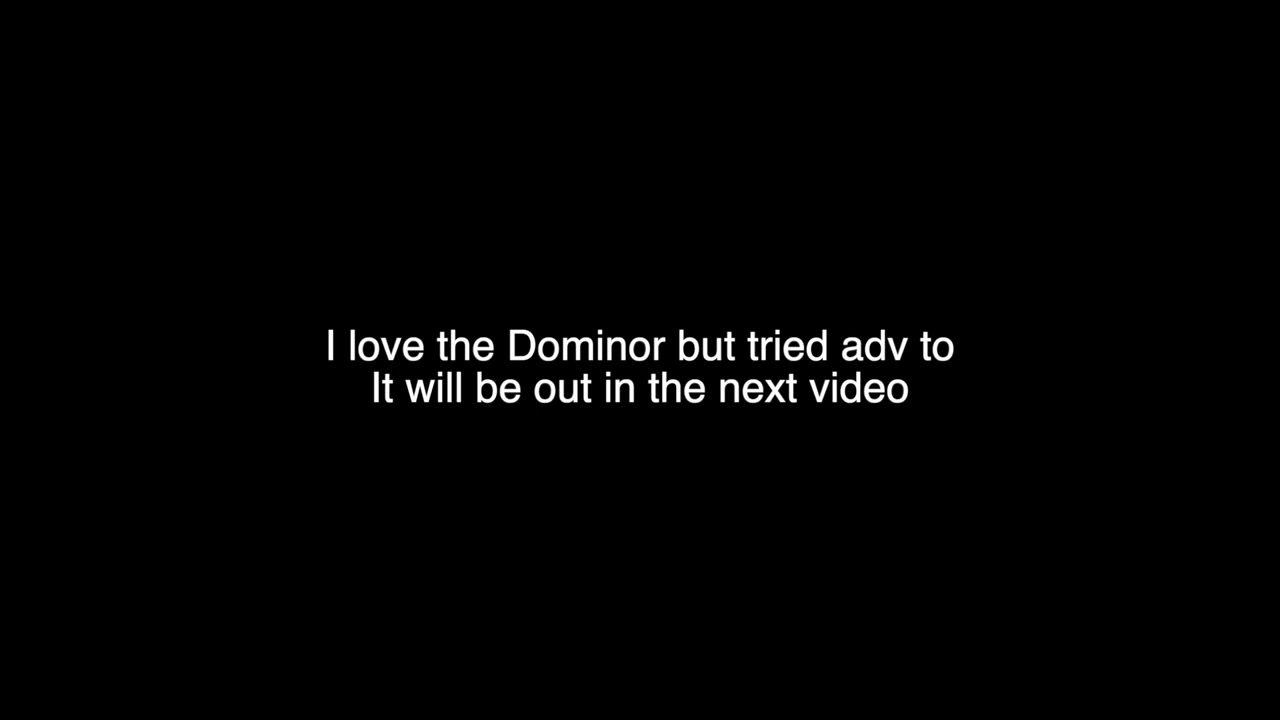 I love the Dominor but tried adv to
It will be out in the next video